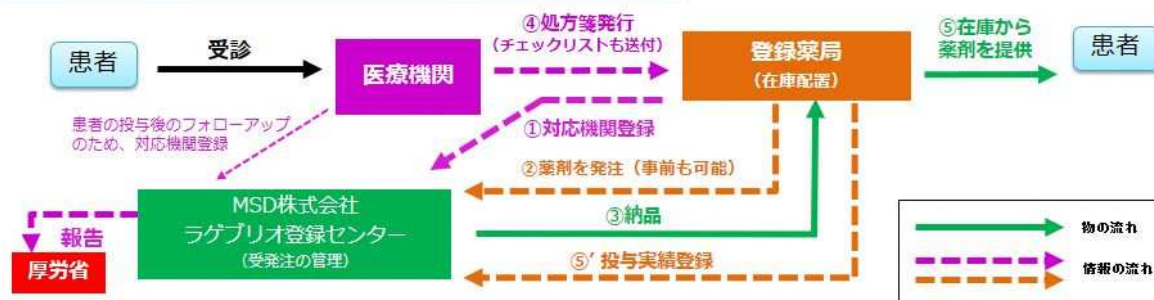 患者
受診
医療機関
④処方箋発行
(チェックリストも送付)
登録薬局
(在庫配置)
⑤在庫から
薬剤を提供
患者
患者の投与後のフォローアップ
のため、対応機関登録
①対応機関登録
②薬剤を発注(事前も可能)
MSD株式会社
ラゲブリオ登録センター
(受発注の管理)
③納品
⑤’投与実績登録
報告
厚労省
物の流れ
情報の流れ